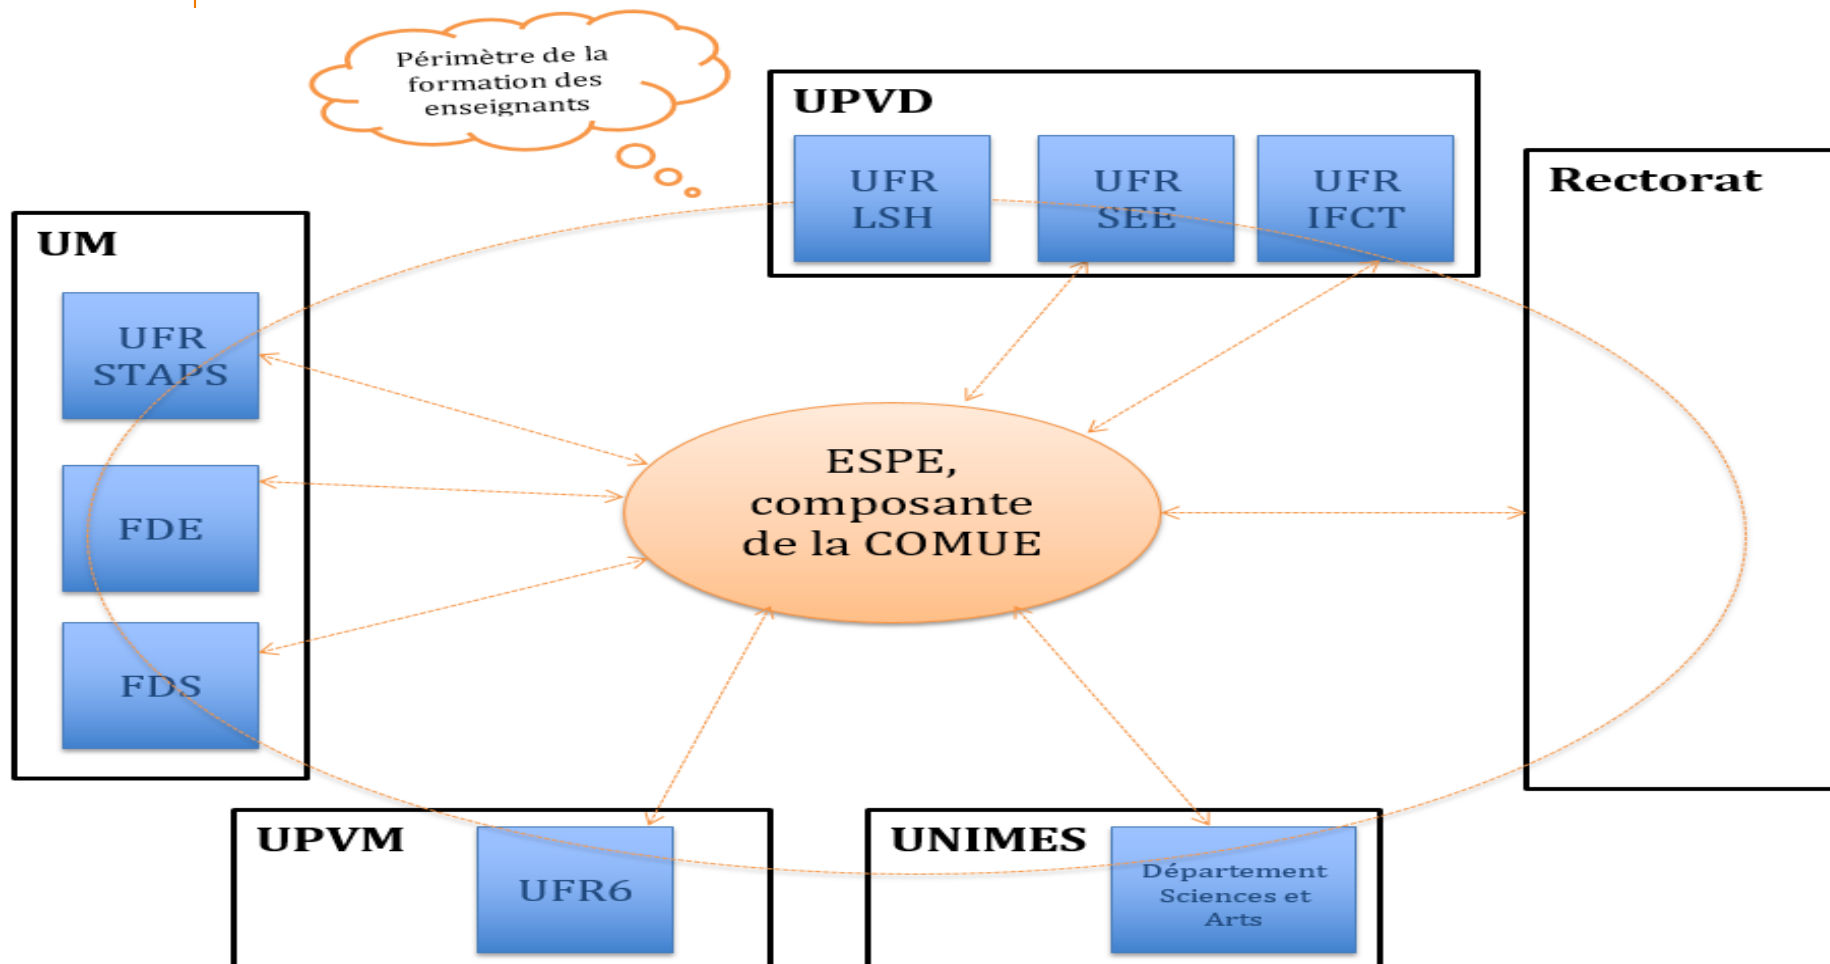 Périmètre de la
formation des
enseignants
UPVD
UFR
LSH
UFR
SEE
UFR
IFCT
Rectorat
UM
UFR
STAPS
FDE
FDS
ESPE,
composante
de la COMUE
UPVM
UFR6
UNIMES
Département
Sciences et
Arts